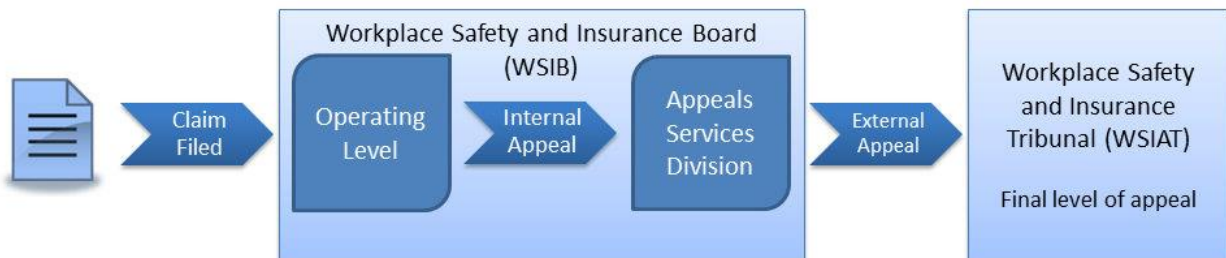 Workplace Safety and Insurance Board
(WSIB)
Claim
Filed
Operating
Level
Internal
Appeal
Appeals
Services
Division
External
Appeal
Workplace Safety
and Insurance
Tribunal (WSIAT)
Final level of appeal